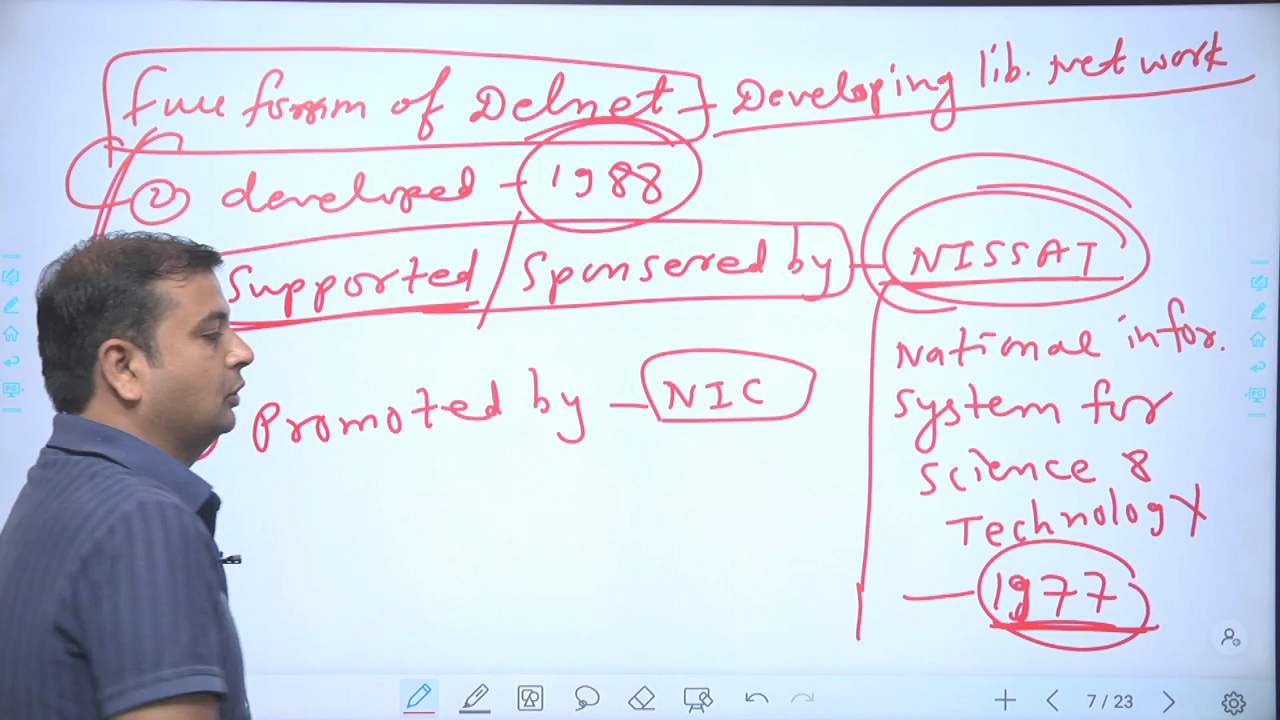 Full form of Delnet - Developing lib. Network
② developed - 1988
Supported / Sponsered by - NISSAT
National infor.
System for
Science &
Technology
- 1977
Promoted by - NIC
7 / 23